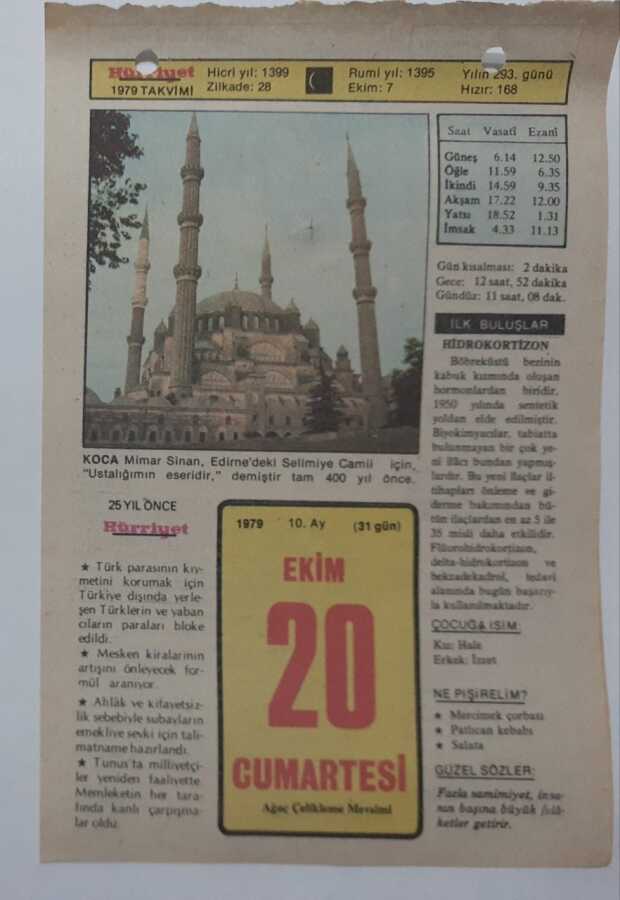 Hürriyet
1979 TAKVİMİ
Hicri yıl: 1399
Zilkade: 28
Rumi yıl: 1395
Ekim: 7
Yılın 293. günü
Hızır: 168
Saat Vasatî Ezanî
Güneş 6.14 12.50
Öğle 11.59 6.35
İkindi 14.59 9.35
Akşam 17.22 12.00
Yatsı 18.52 1.31
İmsak 4.33 11.13
Gün kısalması: 2 dakika
Gece: 12 saat, 52 dakika
Gündüz: 11 saat, 08 dak.
KOCA Mimar Sinan, Edirne'deki Selimiye Camii için,
"Ustalığımın eseridir," demiştir tam 400 yıl önce.
İLK BULUŞLAR
HİDROKORTİZON
Böbreküstü bezinin
kabuk kısmında oluşan
hormonlardan biridir.
1950 yılında sentetik
yoldan elde edilmiştir.
Biyokimyacılar, tabiatta
bulunmayan bir çok ye-
ni ilâcı bundan yapmış-
lardır. Bu yeni ilaçlar il-
tihapları önleme ve gi-
derme bakımından bü-
tün ilaçlardan en az 5 ile
35 misli daha etkilidir.
Flüorohidrokortizon,
delta-hidrokortizon ve
bekzadekadrol, tedavi
alanında bugün başarıy-
la kullanılmaktadır.
25 YIL ÖNCE
Hürriyet
★ Türk parasının kıy-
metini korumak için
Türkiye dışında yerle-
şen Türklerin ve yaban
cıların paraları bloke
edildi.
★ Mesken kiralarının
artışını önleyecek for-
mül aranıyor.
★ Ahlâk ve kifayetsiz-
lik sebebiyle subayların
emekliye sevki için tali-
matname hazırlandı.
★ Tunus'ta milliyetçi-
ler yeniden faaliyette.
Memleketin her tara-
fında kanlı çarpışma-
lar oldu.
1979 10. Ay (31 gün)
EKİM
20
CUMARTESİ
Ağaç Çelikleme Mevsimi
ÇOCUĞA İSİM:
Kız: Hale
Erkek: İzzet
NE PİŞİRELİM?
★ Mercimek çorbası
★ Patlıcan kebabı
★ Salata
GÜZEL SÖZLER:
Fazla samimiyet, insa-
nın başına büyük felâ-
ketler getirir.